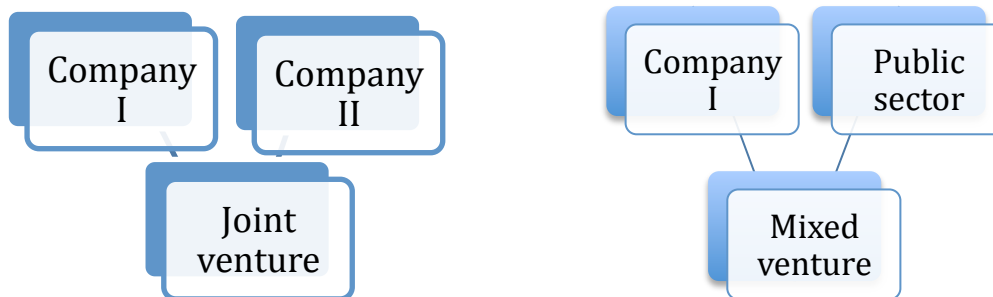 Company
I
Company
II
Joint
venture
Company
I
Public
sector
Mixed
venture